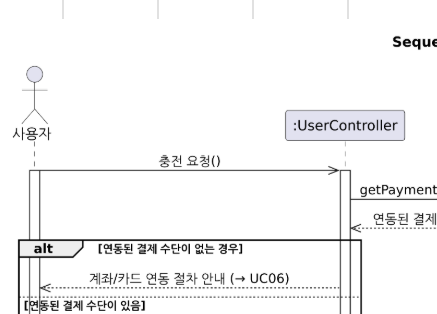 Seque
사용자
:UserController
충전 요청()
getPayment
연동된 결제
alt [연동된 결제 수단이 없는 경우]
계좌/카드 연동 절차 안내 (→ UC06)
[연동된 결제 수단이 있음]